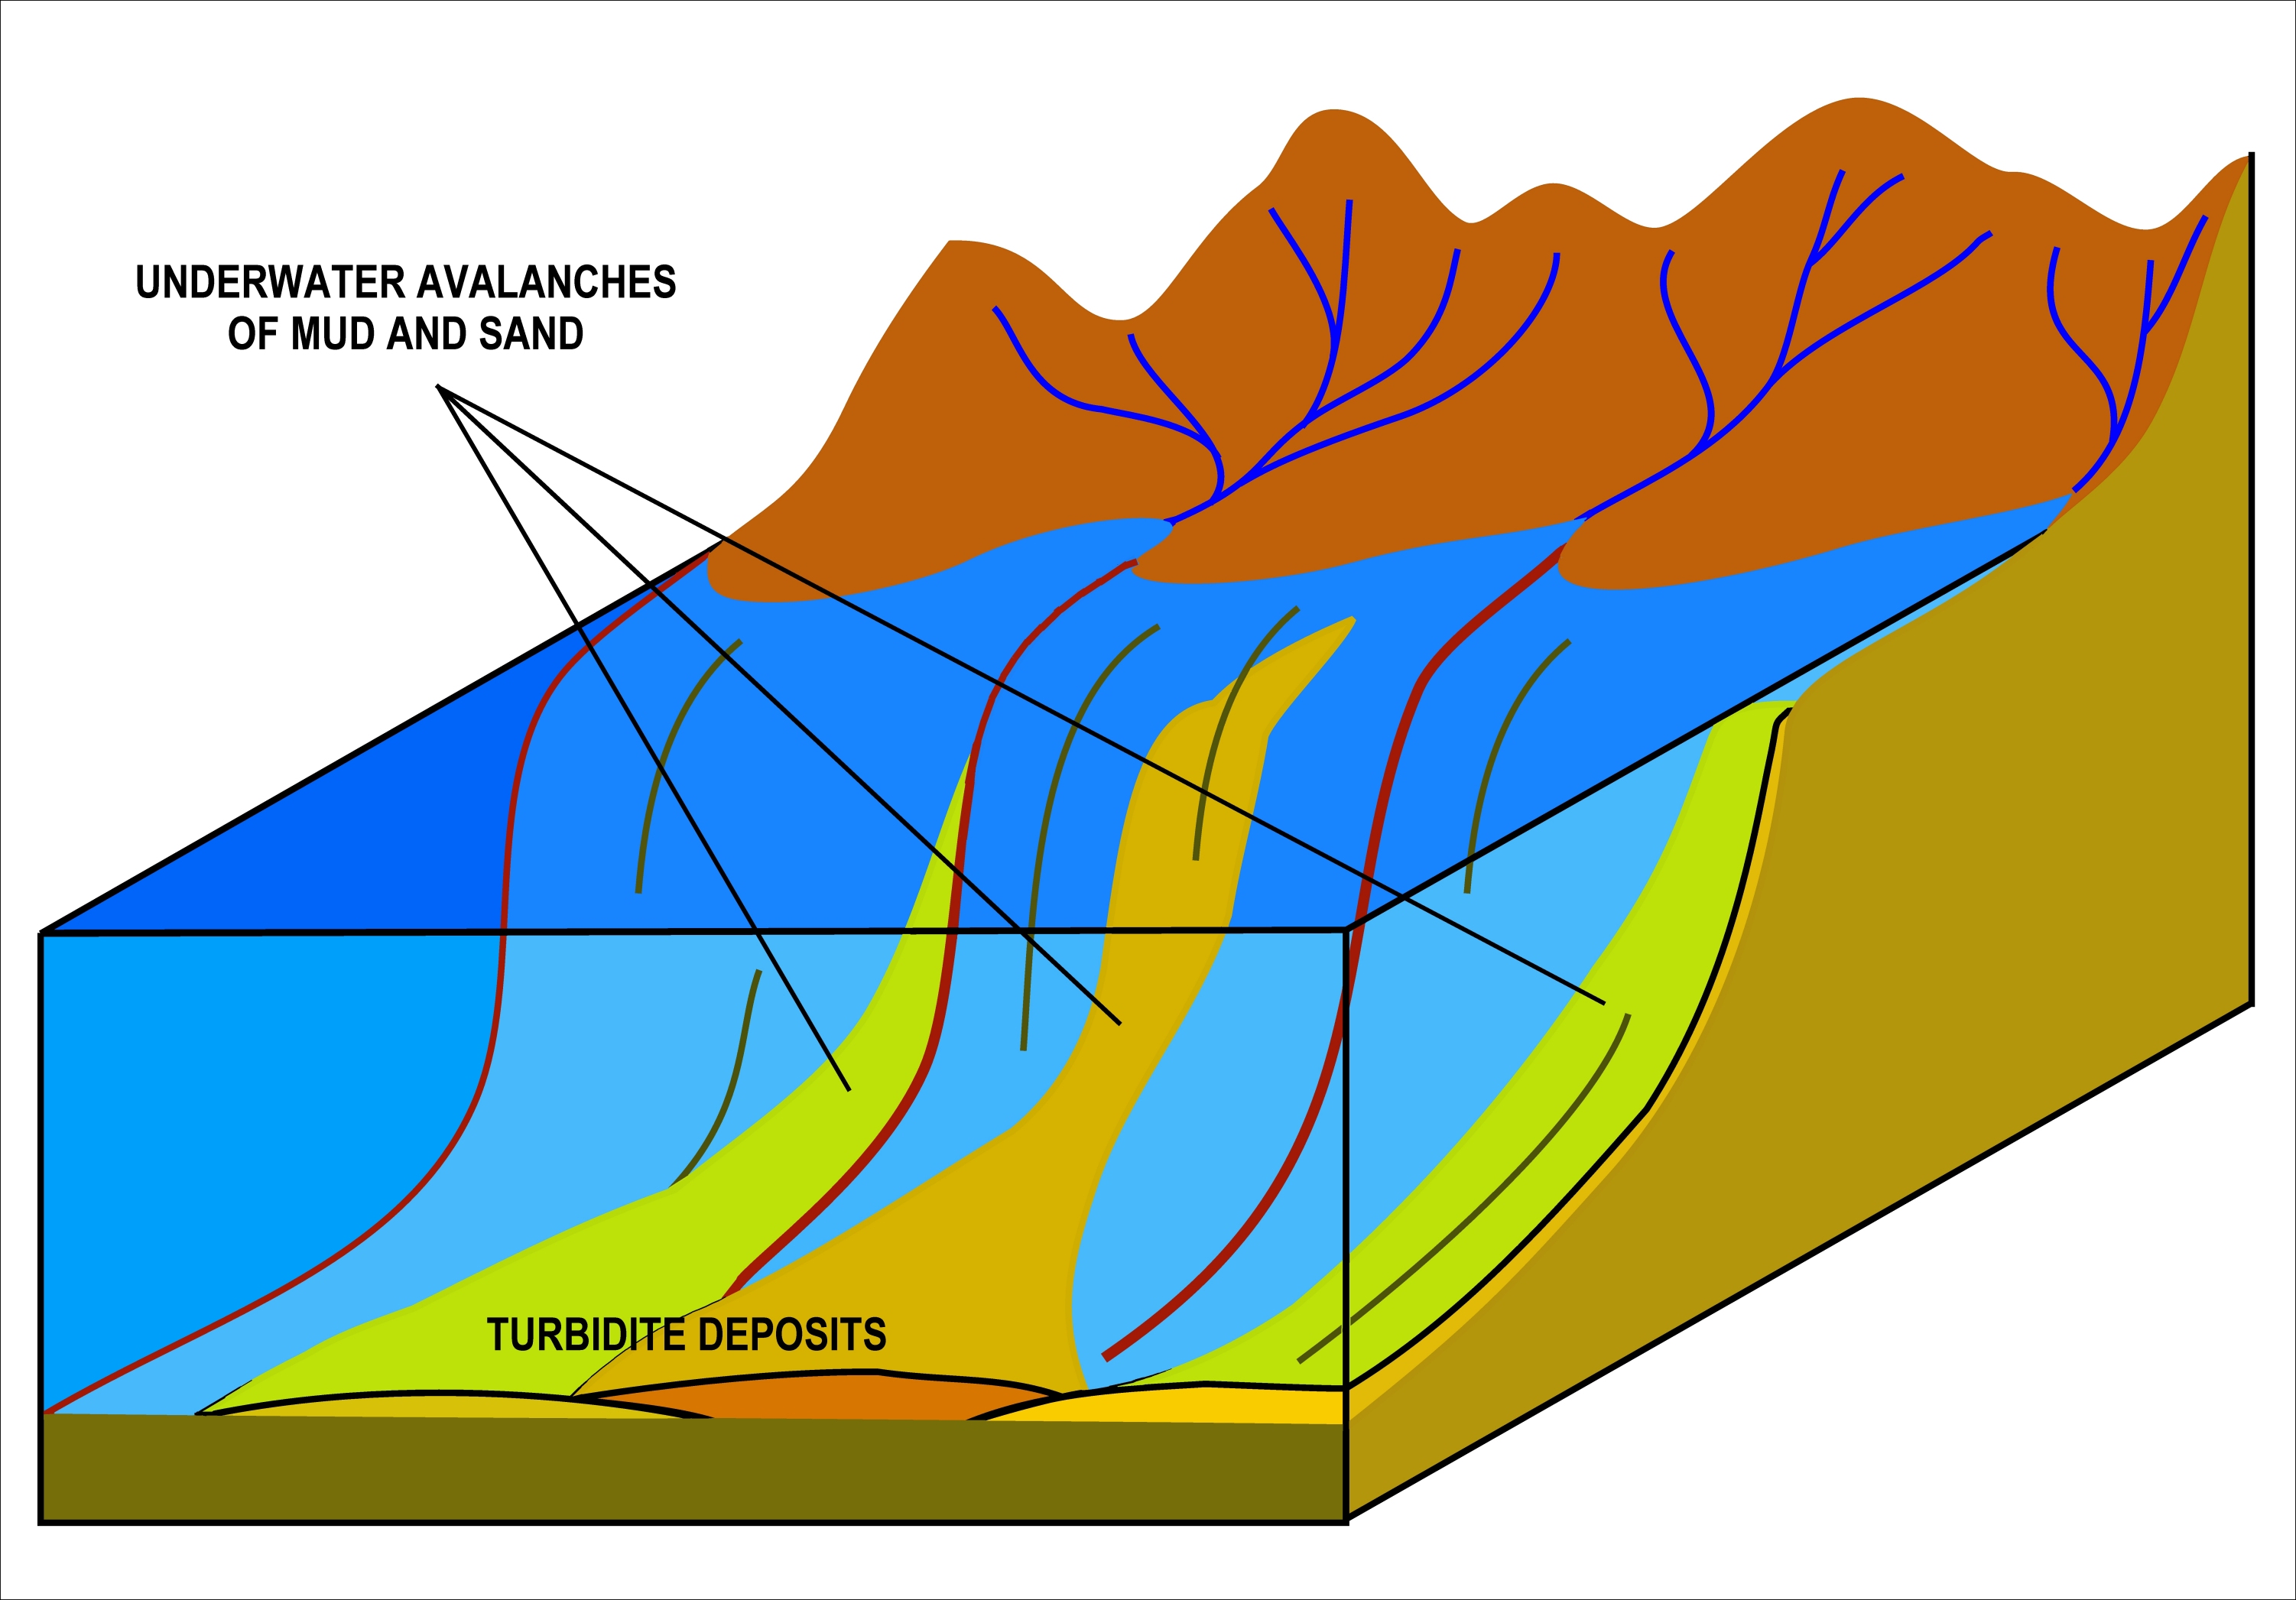 UNDERWATER AVALANCHES
OF MUD AND SAND
TURBIDITE DEPOSITS